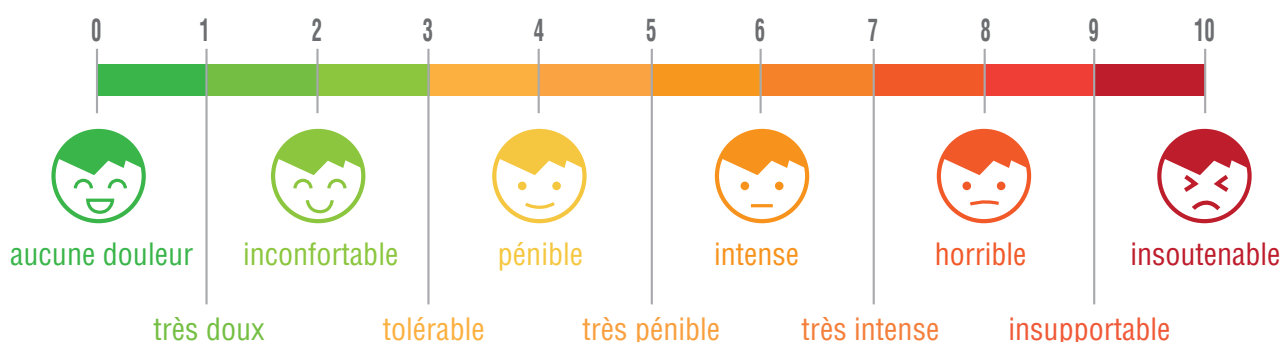 0 1 2 3 4 5 6 7 8 9 10
aucune douleur inconfortable pénible intense horrible insoutenable
très doux tolérable très pénible très intense insupportable